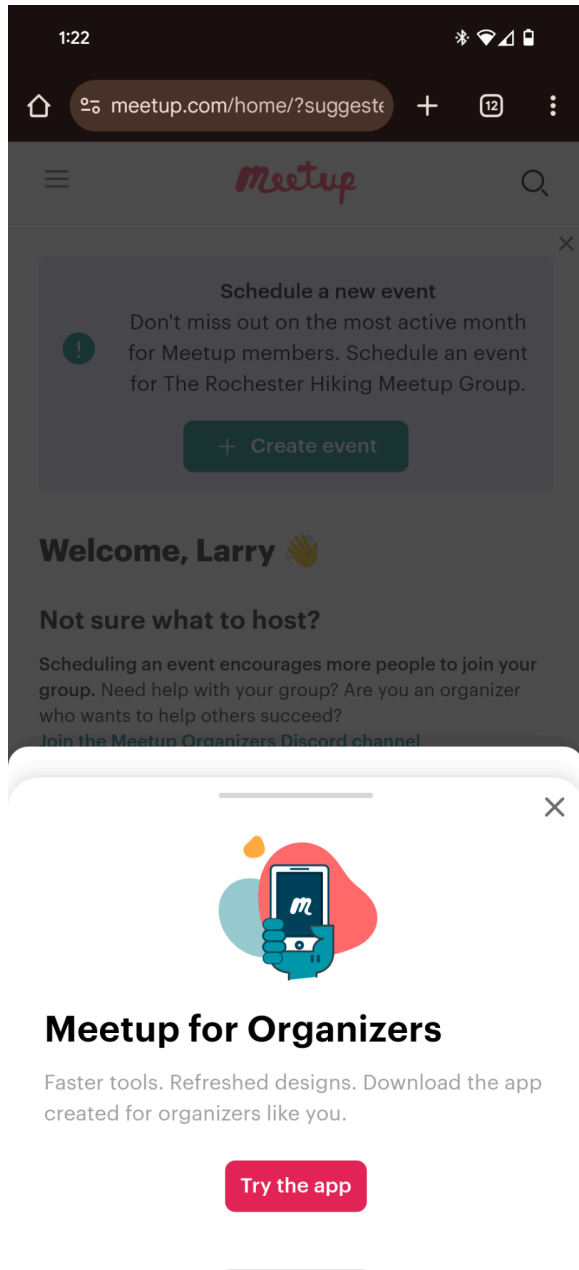 1:22
meetup.com/home/?suggeste
12
Meetup
Schedule a new event
Don't miss out on the most active month
for Meetup members. Schedule an event
for The Rochester Hiking Meetup Group.
+ Create event
Welcome, Larry 👋
Not sure what to host?
Scheduling an event encourages more people to join your
group. Need help with your group? Are you an organizer
who wants to help others succeed?
Join the Meetup Organizers Discord channel
m
Meetup for Organizers
Faster tools. Refreshed designs. Download the app
created for organizers like you.
Try the app